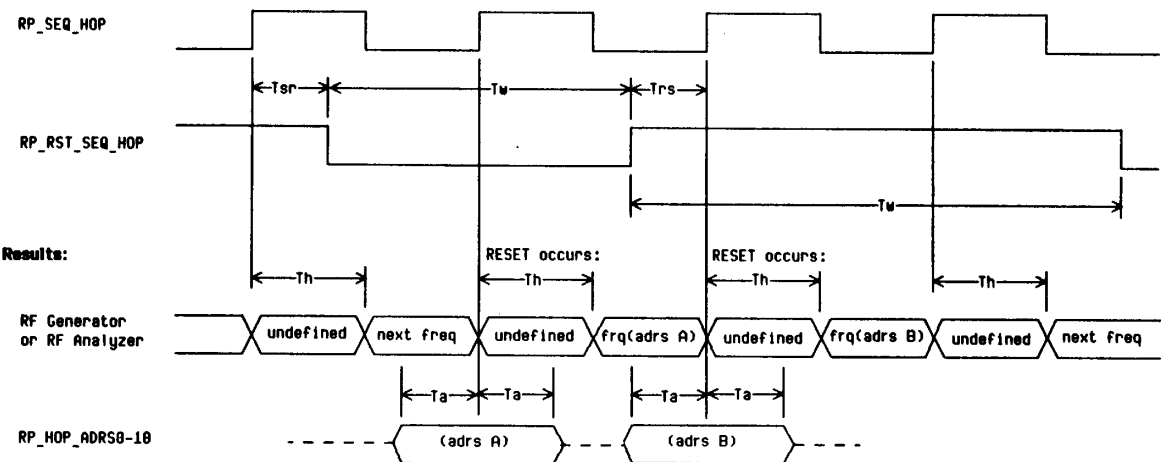 RP_SEQ_HOP
Tsr Tw Trs
RP_RST_SEQ_HOP
Tw
Results: RESET occurs: RESET occurs:
Th Th Th Th
RF Generator
or RF Analyzer
undefined next freq undefined frq(adrs A) undefined frq(adrs B) undefined next freq
Ta Ta Ta Ta
RP_HOP_ADRS0-10 (adrs A) (adrs B)